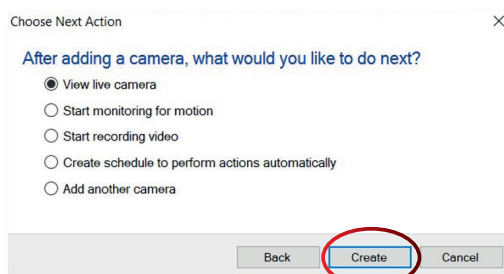 Choose Next Action
After adding a camera, what would you like to do next?
View live camera
Start monitoring for motion
Start recording video
Create schedule to perform actions automatically
Add another camera
Back Create Cancel